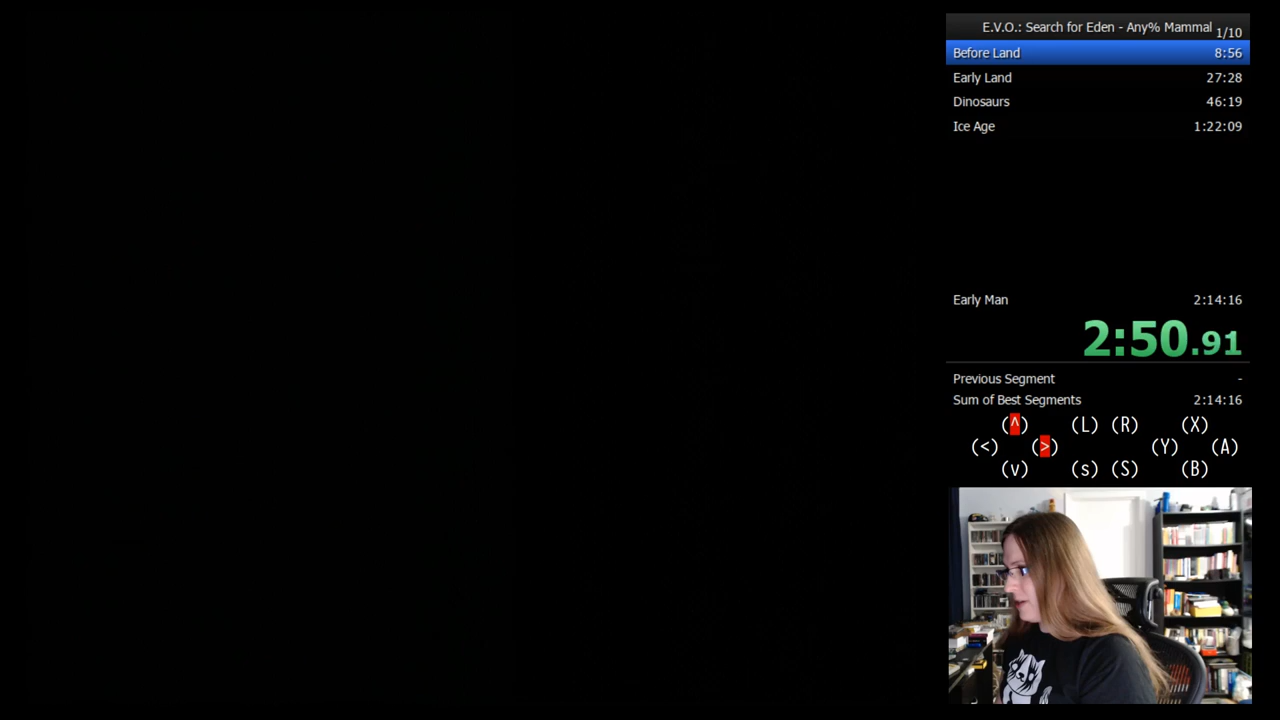 E.V.O.: Search for Eden - Any% Mammal 1/10
Before Land 8:56
Early Land 27:28
Dinosaurs 46:19
Ice Age 1:22:09
Early Man 2:14:16
2:50.91
Previous Segment -
Sum of Best Segments 2:14:16
(^) (L) (R) (X)
(<) (>) (Y) (A)
(v) (s) (S) (B)